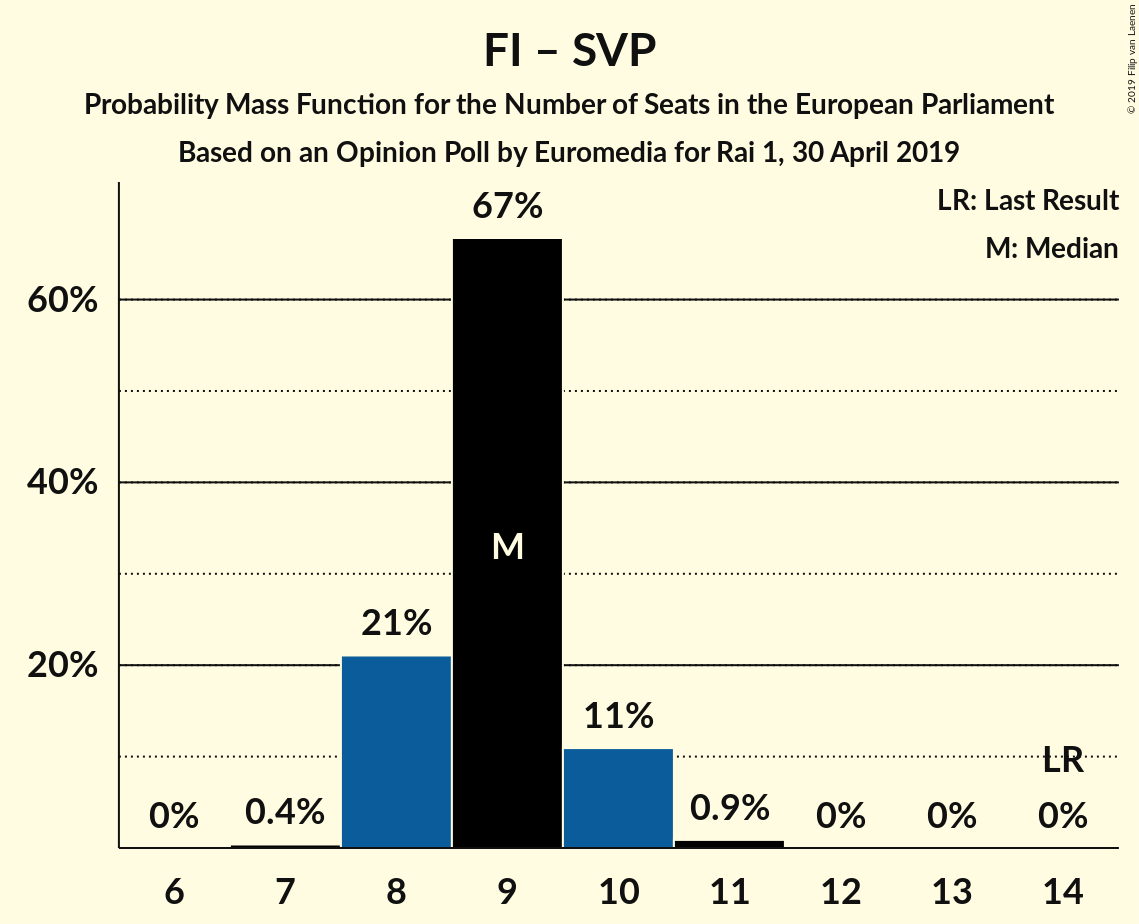 FI – SVP
Probability Mass Function for the Number of Seats in the European Parliament
Based on an Opinion Poll by Euromedia for Rai 1, 30 April 2019
© 2019 Filip van Laenen
LR: Last Result
M: Median
67%
60%
40%
M
21%
20%
11%
LR
0%
0.4%
0.9%
0%
0%
0%
6
7
8
9
10
11
12
13
14